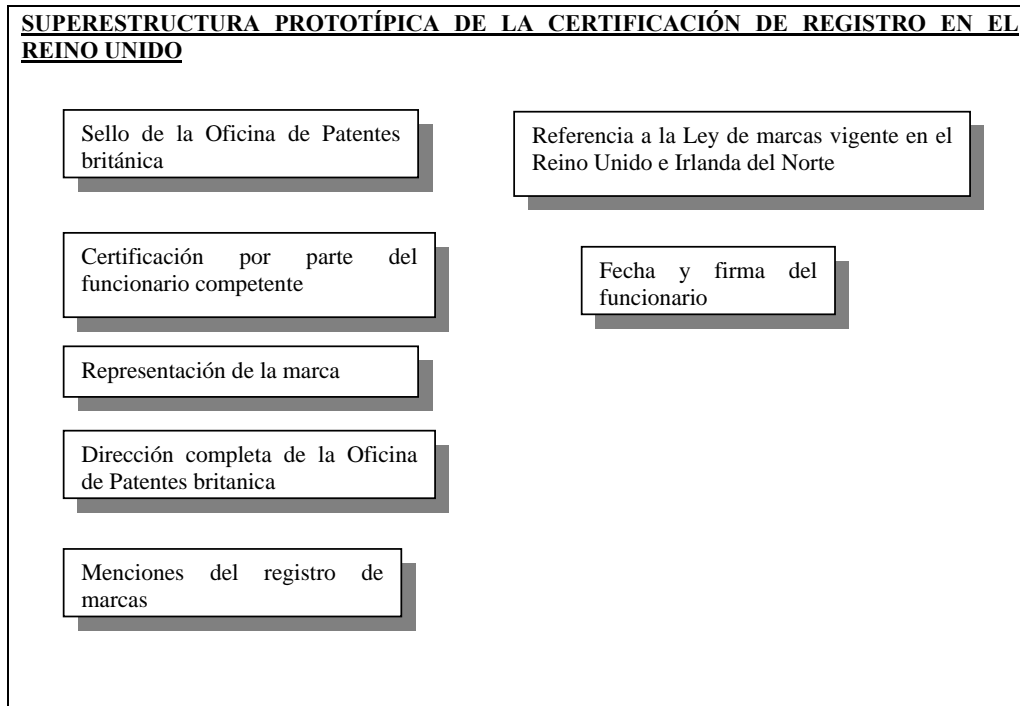 SUPERESTRUCTURA PROTOTÍPICA DE LA CERTIFICACIÓN DE REGISTRO EN EL
REINO UNIDO
Sello de la Oficina de Patentes
británica
Referencia a la Ley de marcas vigente en el
Reino Unido e Irlanda del Norte
Certificación por parte del
funcionario competente
Fecha y firma del
funcionario
Representación de la marca
Dirección completa de la Oficina
de Patentes britanica
Menciones del registro de
marcas